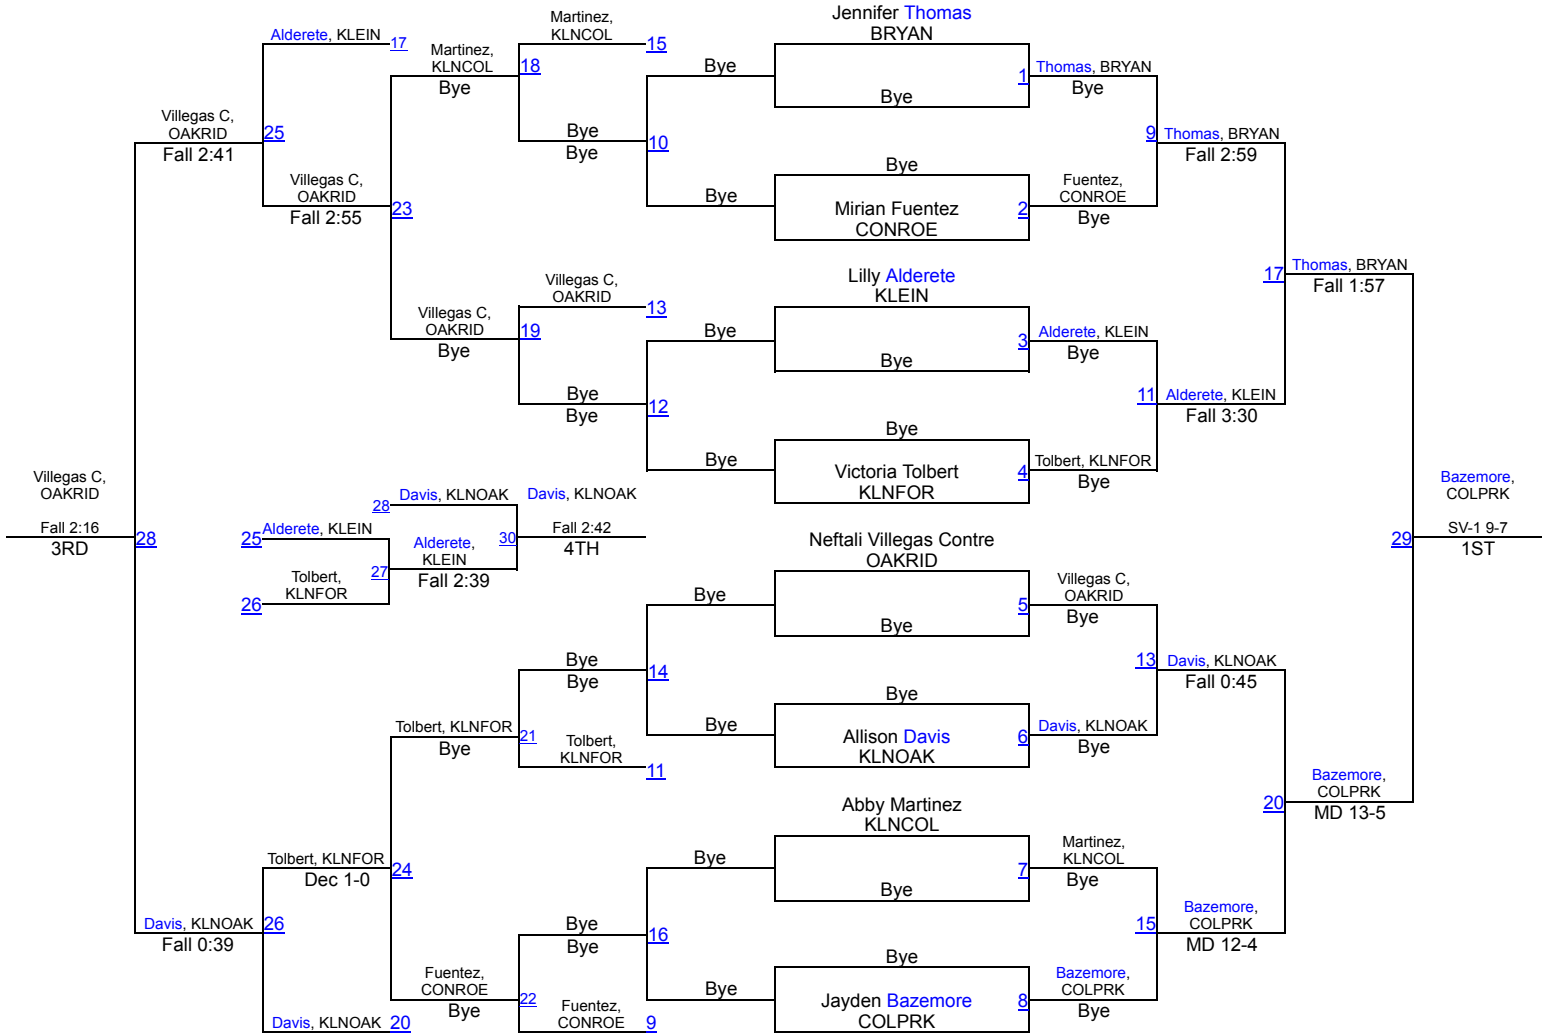 Jennifer Thomas
BRYAN
Martinez,
KLNCOL
15
Alderete, KLEIN 17
Martinez,
KLNCOL
Bye
18
Bye
Bye
1
Thomas, BRYAN
Bye
Villegas C,
OAKRID
Fall 2:41
25
Bye
Bye
10
9
Thomas, BRYAN
Fall 2:59
Villegas C,
OAKRID
Fall 2:55
23
Bye
Bye
Mirian Fuentez
CONROE
2
Fuentez,
CONROE
Bye
Villegas C,
OAKRID
13
Lilly Alderete
KLEIN
17
Thomas, BRYAN
Fall 1:57
Villegas C,
OAKRID
Bye
19
Bye
Bye
3
Alderete, KLEIN
Bye
Bye
Bye
12
11
Alderete, KLEIN
Fall 3:30
Bye
Bye
Victoria Tolbert
KLNFOR
4
Tolbert, KLNFOR
Bye
Villegas C,
OAKRID
Fall 2:16
3RD
28
28
Davis, KLNOAK
Davis, KLNOAK
Fall 2:42
4TH
30
25
Alderete, KLEIN
27
Alderete,
KLEIN
Fall 2:39
26
Tolbert,
KLNFOR
Bazemore,
COLPRK
SV-1 9-7
1ST
29
Neftali Villegas Contre
OAKRID
Bye
Bye
5
Villegas C,
OAKRID
Bye
Bye
Bye
14
13
Davis, KLNOAK
Fall 0:45
Tolbert, KLNFOR
Bye
21
Tolbert,
KLNFOR
11
Bye
Bye
Allison Davis
KLNOAK
6
Davis, KLNOAK
Bye
Abby Martinez
KLNCOL
20
Bazemore,
COLPRK
MD 13-5
Tolbert, KLNFOR
Dec 1-0
24
Bye
Bye
7
Martinez,
KLNCOL
Bye
Davis, KLNOAK
Fall 0:39
26
Bye
Bye
16
15
Bazemore,
COLPRK
MD 12-4
Fuentez,
CONROE
Bye
22
Fuentez,
CONROE
9
Bye
Bye
Jayden Bazemore
COLPRK
8
Bazemore,
COLPRK
Bye
Davis, KLNOAK 20